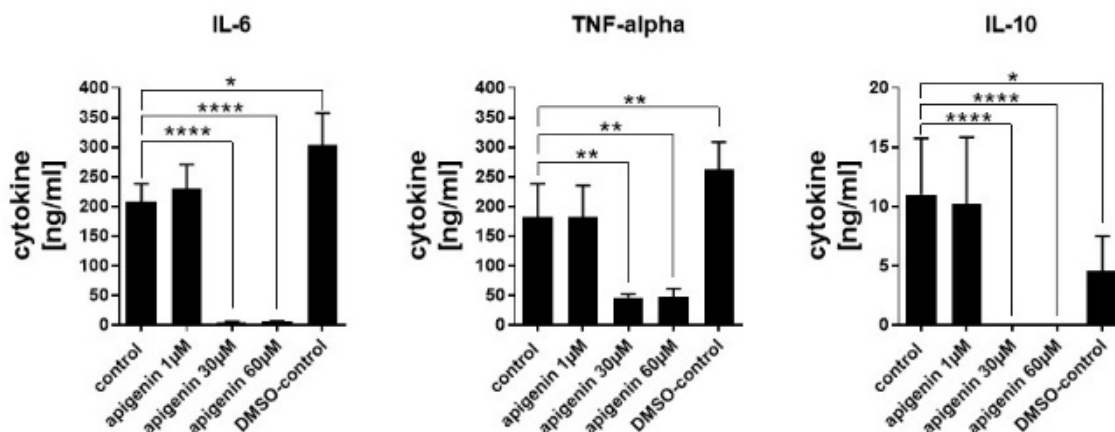 IL-6
cytokine
[ng/ml]
400
350
300
250
200
150
100
50
0
*
****
****
control
apigenin 1µM
apigenin 30µM
apigenin 60µM
DMSO-control
TNF-alpha
cytokine
[ng/ml]
400
350
300
250
200
150
100
50
0
**
**
**
control
apigenin 1µM
apigenin 30µM
apigenin 60µM
DMSO-control
IL-10
cytokine
[ng/ml]
20
15
10
5
0
*
****
****
control
apigenin 1µM
apigenin 30µM
apigenin 60µM
DMSO-control